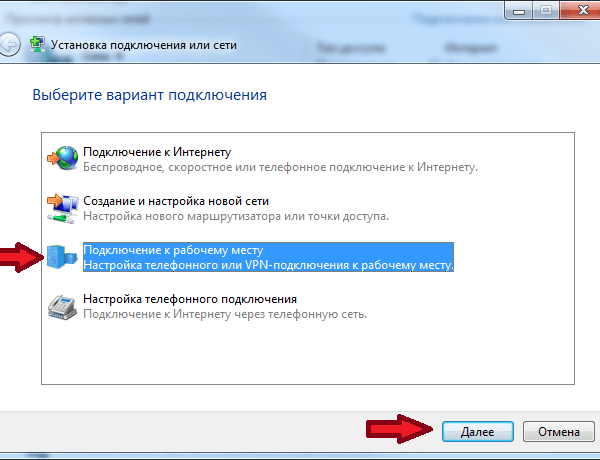 Установка подключения или сети
Выберите вариант подключения
Подключение к Интернету
Беспроводное, скоростное или телефонное подключение к Интернету.
Создание и настройка новой сети
Настройка нового маршрутизатора или точки доступа.
Подключение к рабочему месту
Настройка телефонного или VPN-подключения к рабочему месту.
Настройка телефонного подключения
Подключение к Интернету через телефонную сеть.
Далее
Отмена